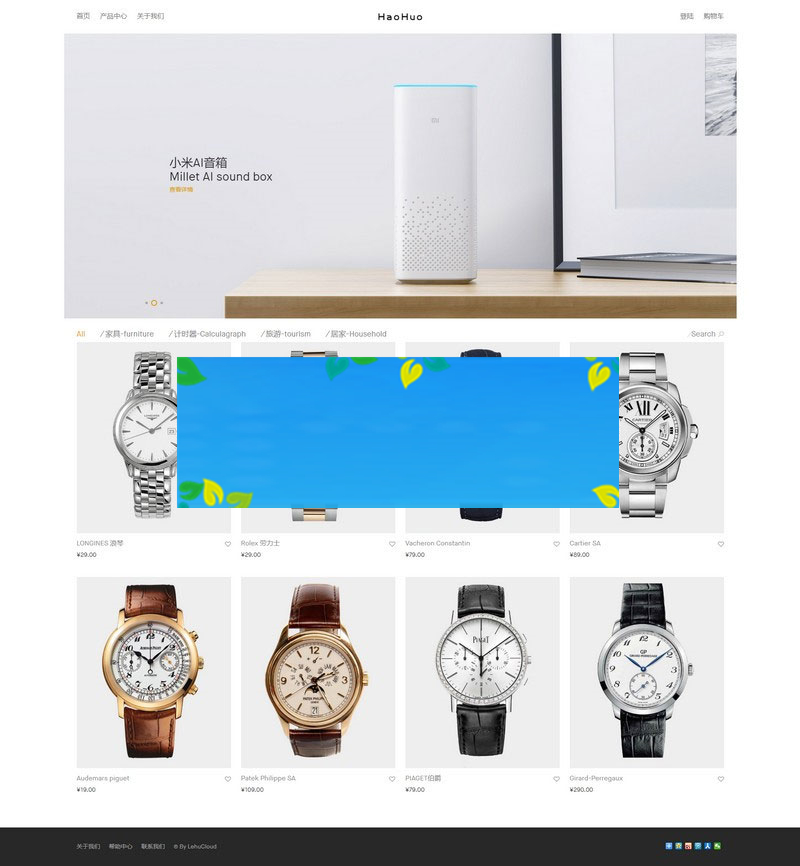 首页 产品中心 关于我们
HaoHuo
登陆 购物车
小米AI音箱
Millet AI sound box
查看详情
All /家具-furniture /计时器-Calculagraph /旅游-tourism /居家-Household
Search
LONGINES 浪琴
¥29.00
Rolex 劳力士
¥29.00
Vacheron Constantin
¥79.00
Cartier SA
¥89.00
Audemars piguet
¥19.00
Patek Philippe SA
¥109.00
PIAGET伯爵
¥79.00
Girard-Perregaux
¥290.00
PIAGET
GP
关于我们 帮助中心 联系我们 © By LehuCloud